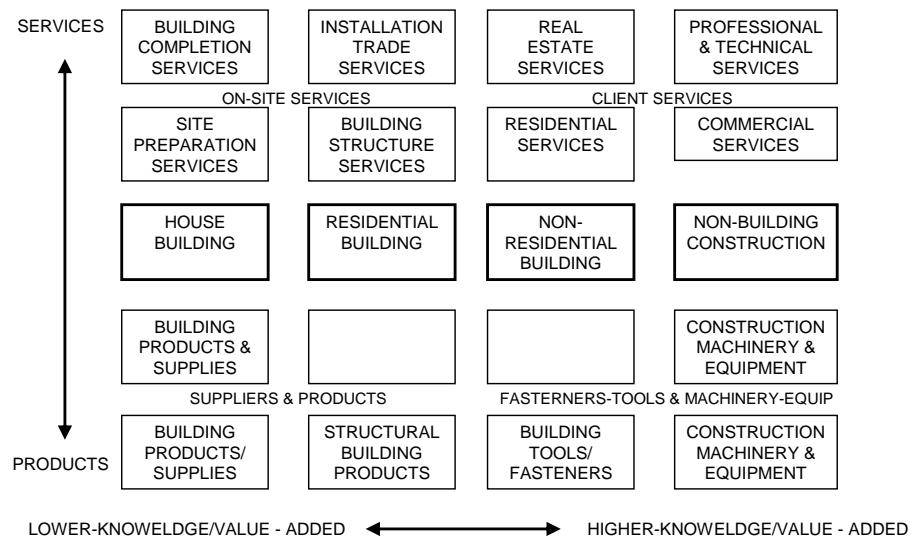 SERVICES
BUILDING
COMPLETION
SERVICES
INSTALLATION
TRADE
SERVICES
REAL
ESTATE
SERVICES
PROFESSIONAL
& TECHNICAL
SERVICES
ON-SITE SERVICES
CLIENT SERVICES
SITE
PREPARATION
SERVICES
BUILDING
STRUCTURE
SERVICES
RESIDENTIAL
SERVICES
COMMERCIAL
SERVICES
HOUSE
BUILDING
RESIDENTIAL
BUILDING
NON-
RESIDENTIAL
BUILDING
NON-BUILDING
CONSTRUCTION
BUILDING
PRODUCTS &
SUPPLIES
CONSTRUCTION
MACHINERY &
EQUIPMENT
SUPPLIERS & PRODUCTS
FASTERNERS-TOOLS & MACHINERY-EQUIP
PRODUCTS
BUILDING
PRODUCTS/
SUPPLIES
STRUCTURAL
BUILDING
PRODUCTS
BUILDING
TOOLS/
FASTENERS
CONSTRUCTION
MACHINERY &
EQUIPMENT
LOWER-KNOWELDGE/VALUE - ADDED
HIGHER-KNOWELDGE/VALUE - ADDED